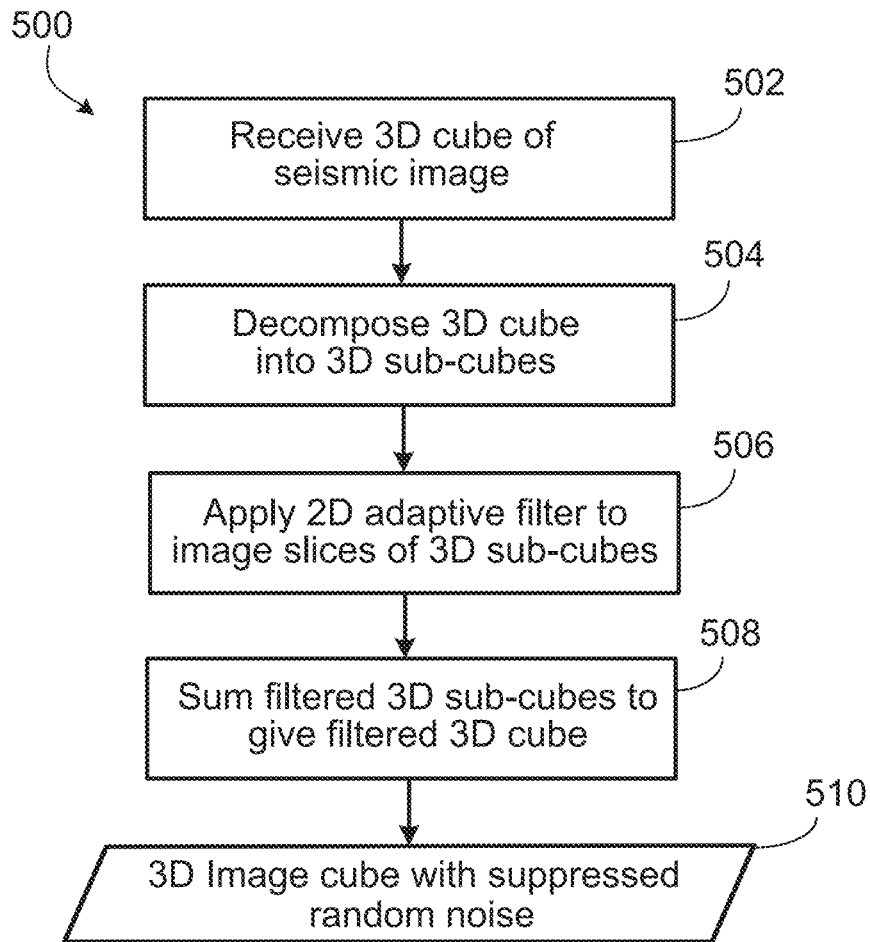 500
502
Receive 3D cube of
seismic image
504
Decompose 3D cube
into 3D sub-cubes
506
Apply 2D adaptive filter to
image slices of 3D sub-cubes
508
Sum filtered 3D sub-cubes to
give filtered 3D cube
510
3D Image cube with suppressed
random noise